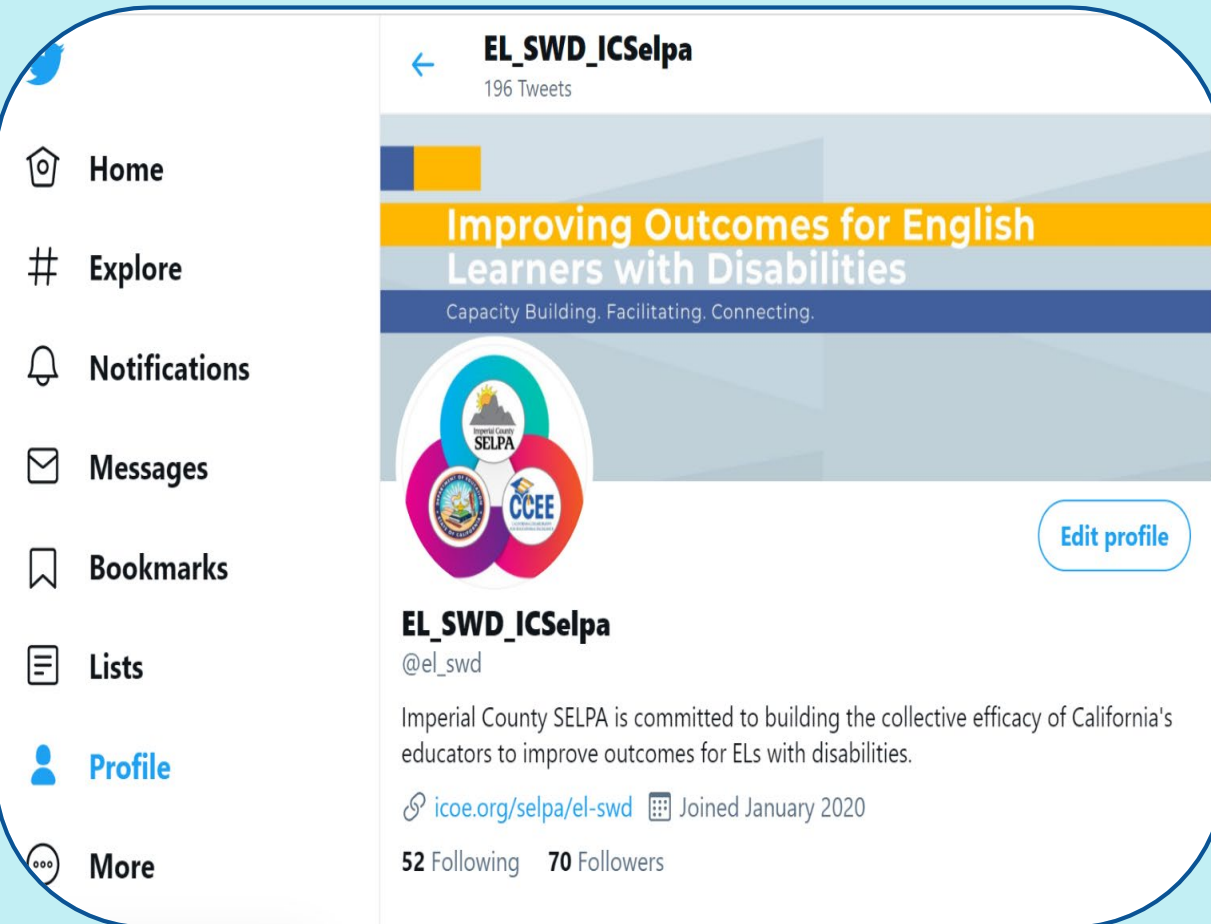 EL_SWD_ICSelpa
196 Tweets
Home
Explore
Notifications
Messages
Bookmarks
Lists
Profile
More
Improving Outcomes for English
Learners with Disabilities
Capacity Building. Facilitating. Connecting.
Imperial County
SELPA
CCEE
Edit profile
EL_SWD_ICSelpa
@el_swd
Imperial County SELPA is committed to building the collective efficacy of California's
educators to improve outcomes for ELs with disabilities.
icoe.org/selpa/el-swd Joined January 2020
52 Following 70 Followers